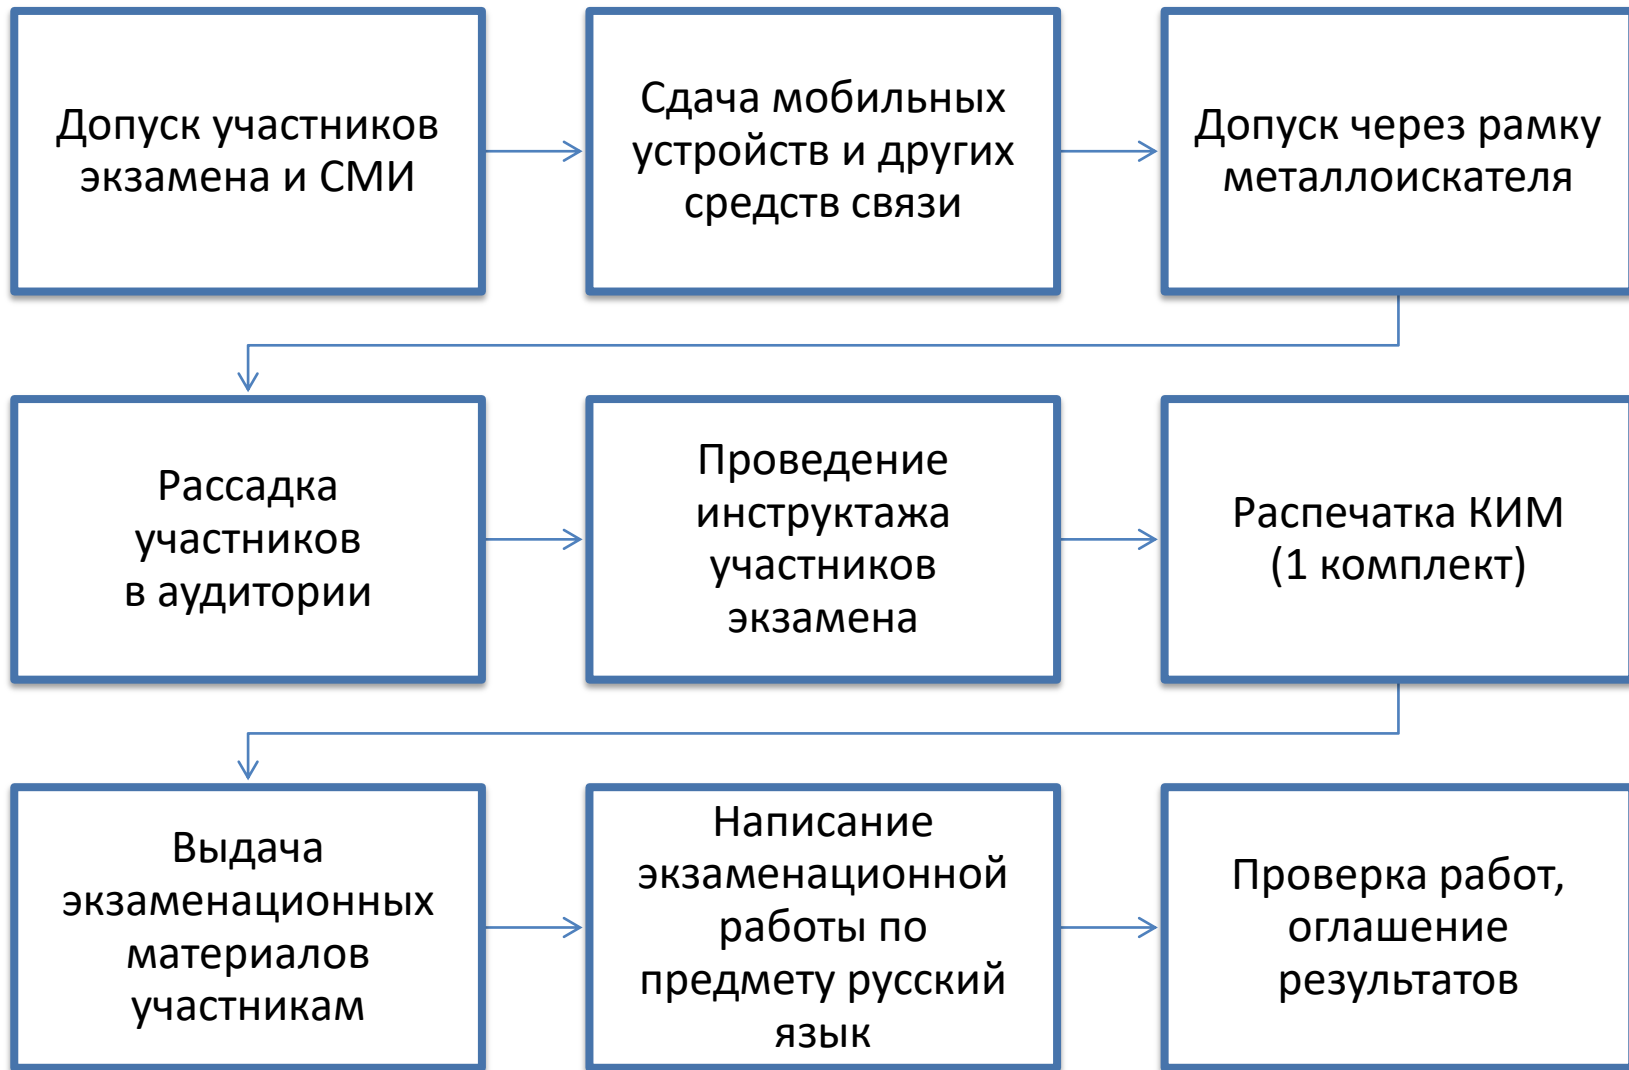 Допуск участников
экзамена и СМИ
Сдача мобильных
устройств и других
средств связи
Допуск через рамку
металлоискателя
Рассадка
участников
в аудитории
Проведение
инструктажа
участников
экзамена
Распечатка КИМ
(1 комплект)
Выдача
экзаменационных
материалов
участникам
Написание
экзаменационной
работы по
предмету русский
язык
Проверка работ,
оглашение
результатов